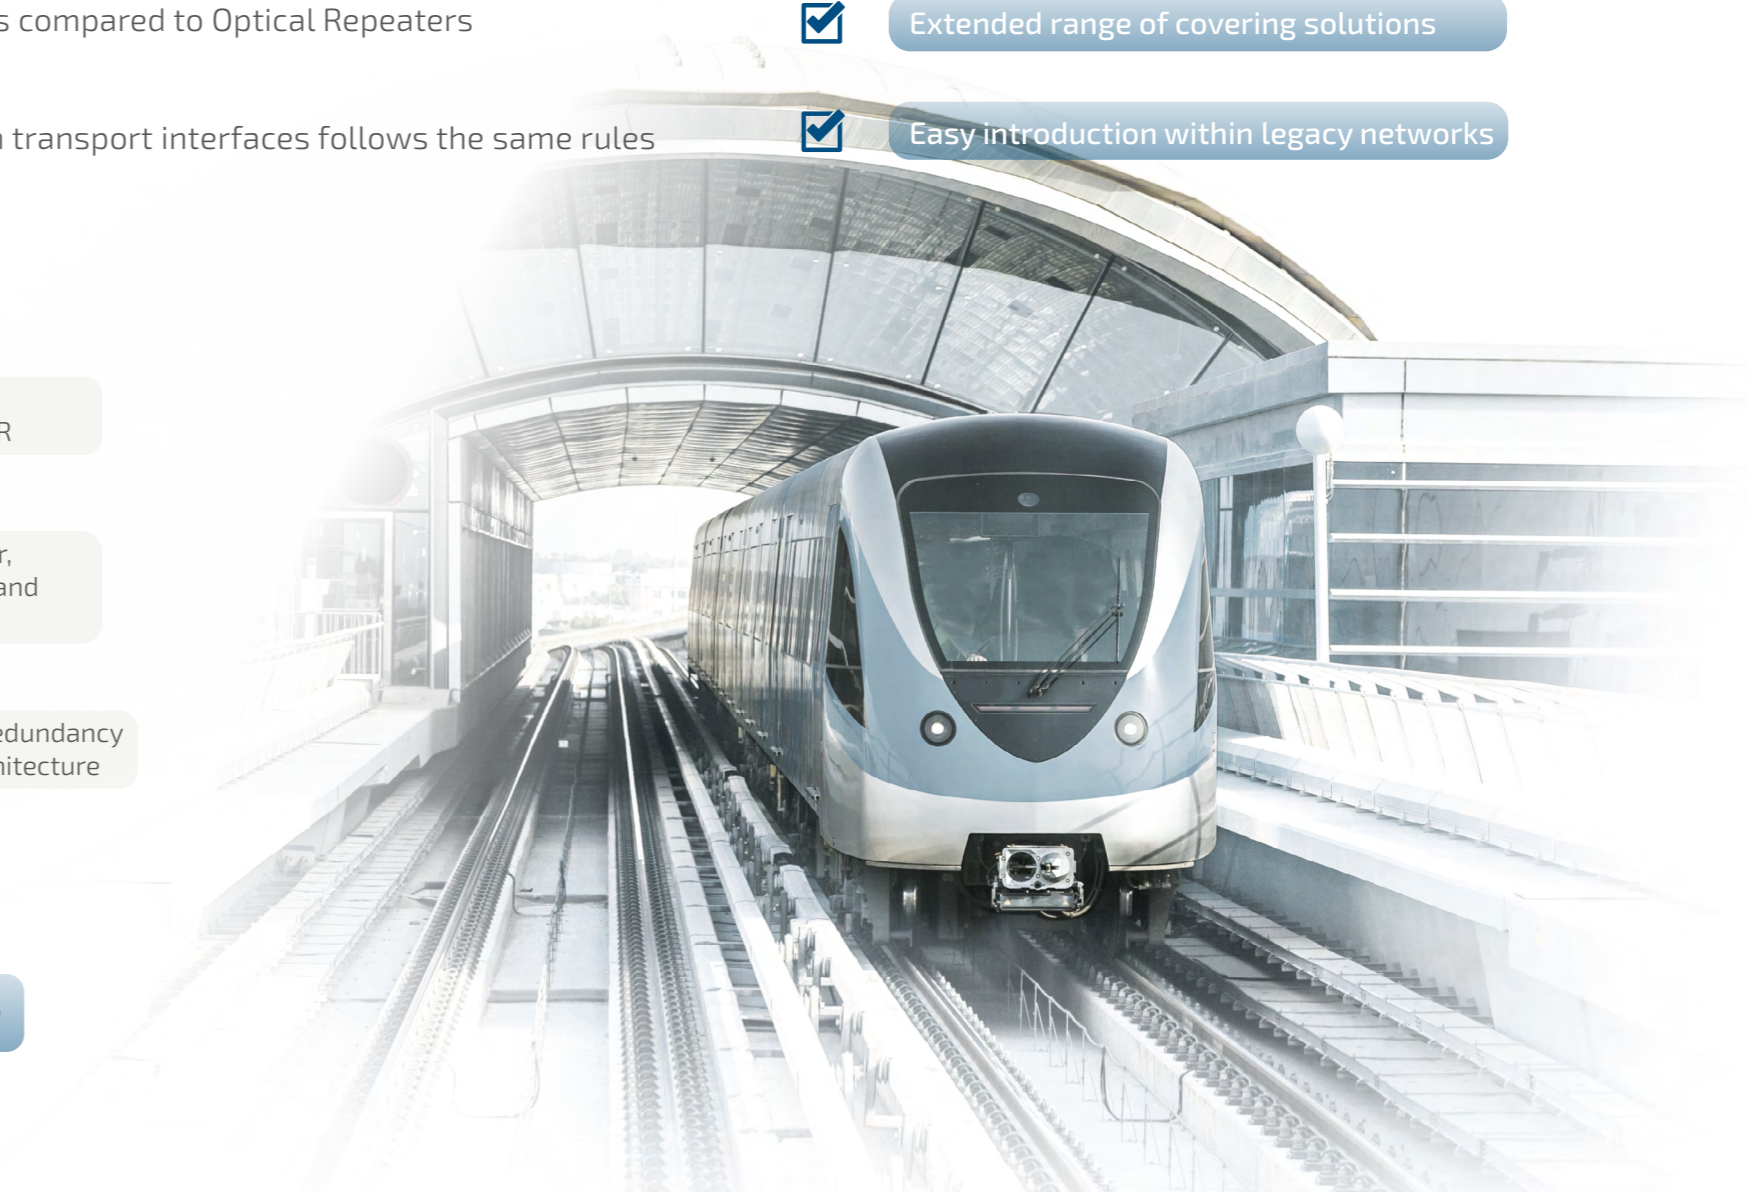 s compared to Optical Repeaters
Extended range of covering solutions
transport interfaces follows the same rules
Easy introduction within legacy networks
R
r,
and
edundancy
hitecture